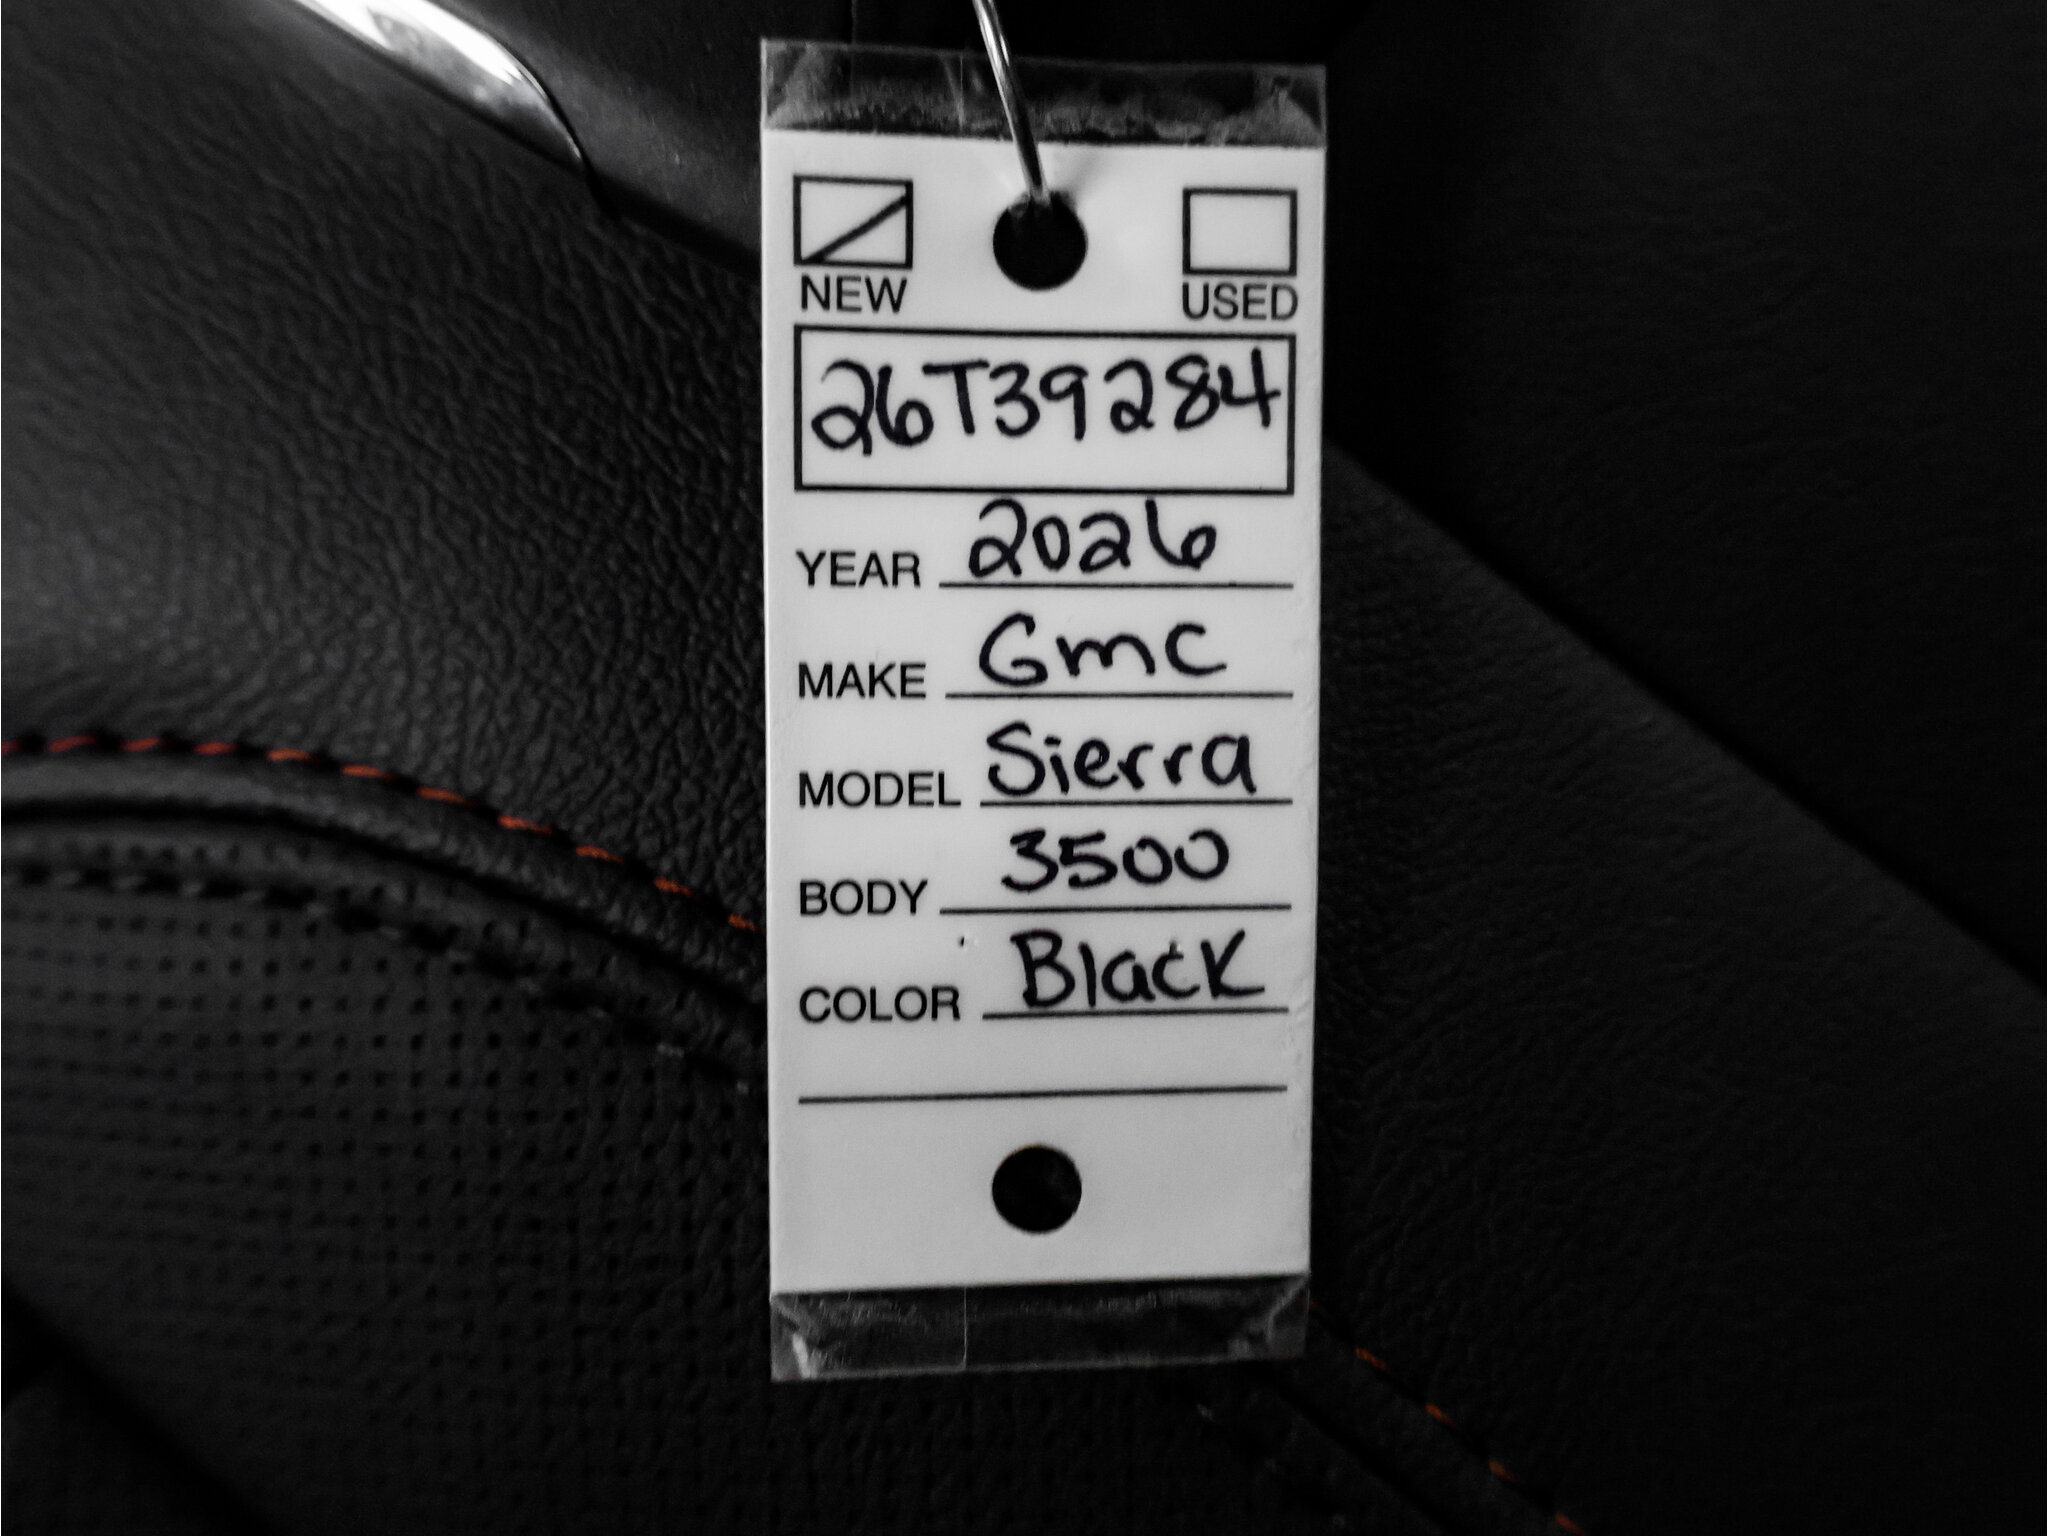 NEW USED
26T39284
YEAR 2026
MAKE Gmc
MODEL Sierra
BODY 3500
COLOR Black